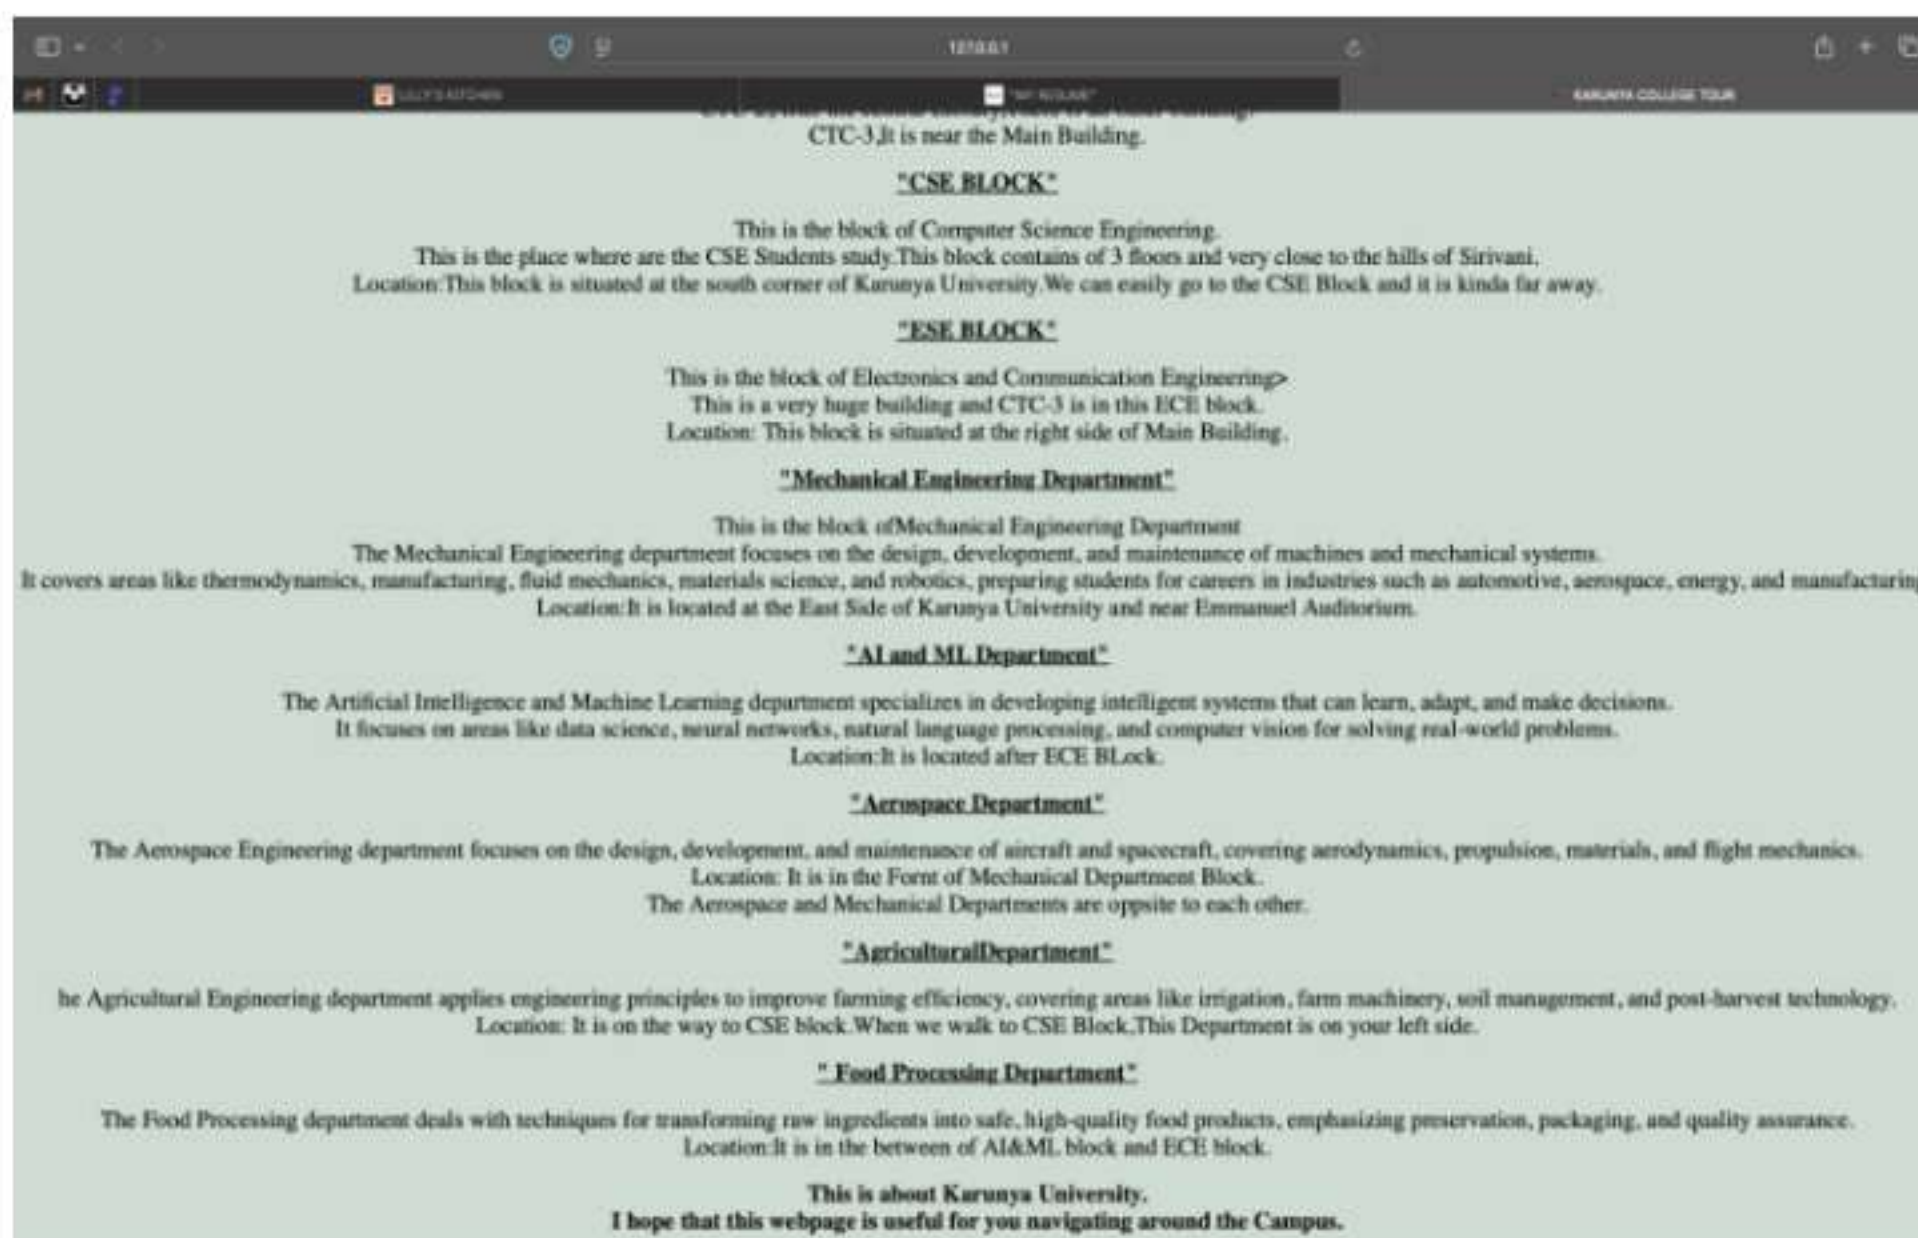 127.0.0.1
LILLY'S KITCHEN
"MY RESUME"
KARUNYA COLLEGE TOUR
CTC-3,It is near the Main Building.
"CSE BLOCK"
This is the block of Computer Science Engineering.
This is the place where are the CSE Students study.This block contains of 3 floors and very close to the hills of Sirivani.
Location:This block is situated at the south corner of Karunya University.We can easily go to the CSE Block and it is kinda far away.
"ESE BLOCK"
This is the block of Electronics and Communication Engineering>
This is a very huge building and CTC-3 is in this ECE block.
Location: This block is situated at the right side of Main Building.
"Mechanical Engineering Department"
This is the block ofMechanical Engineering Department
The Mechanical Engineering department focuses on the design, development, and maintenance of machines and mechanical systems.
It covers areas like thermodynamics, manufacturing, fluid mechanics, materials science, and robotics, preparing students for careers in industries such as automotive, aerospace, energy, and manufacturing
Location:It is located at the East Side of Karunya University and near Emmanuel Auditorium.
"AI and ML Department"
The Artificial Intelligence and Machine Learning department specializes in developing intelligent systems that can learn, adapt, and make decisions.
It focuses on areas like data science, neural networks, natural language processing, and computer vision for solving real-world problems.
Location:It is located after ECE BLock.
"Aerospace Department"
The Aerospace Engineering department focuses on the design, development, and maintenance of aircraft and spacecraft, covering aerodynamics, propulsion, materials, and flight mechanics.
Location: It is in the Fornt of Mechanical Department Block.
The Aerospace and Mechanical Departments are oppsite to each other.
"AgriculturalDepartment"
he Agricultural Engineering department applies engineering principles to improve farming efficiency, covering areas like irrigation, farm machinery, soil management, and post-harvest technology.
Location: It is on the way to CSE block.When we walk to CSE Block,This Department is on your left side.
" Food Processing Department"
The Food Processing department deals with techniques for transforming raw ingredients into safe, high-quality food products, emphasizing preservation, packaging, and quality assurance.
Location:It is in the between of AI&ML block and ECE block.
This is about Karunya University.
I hope that this webpage is useful for you navigating around the Campus.